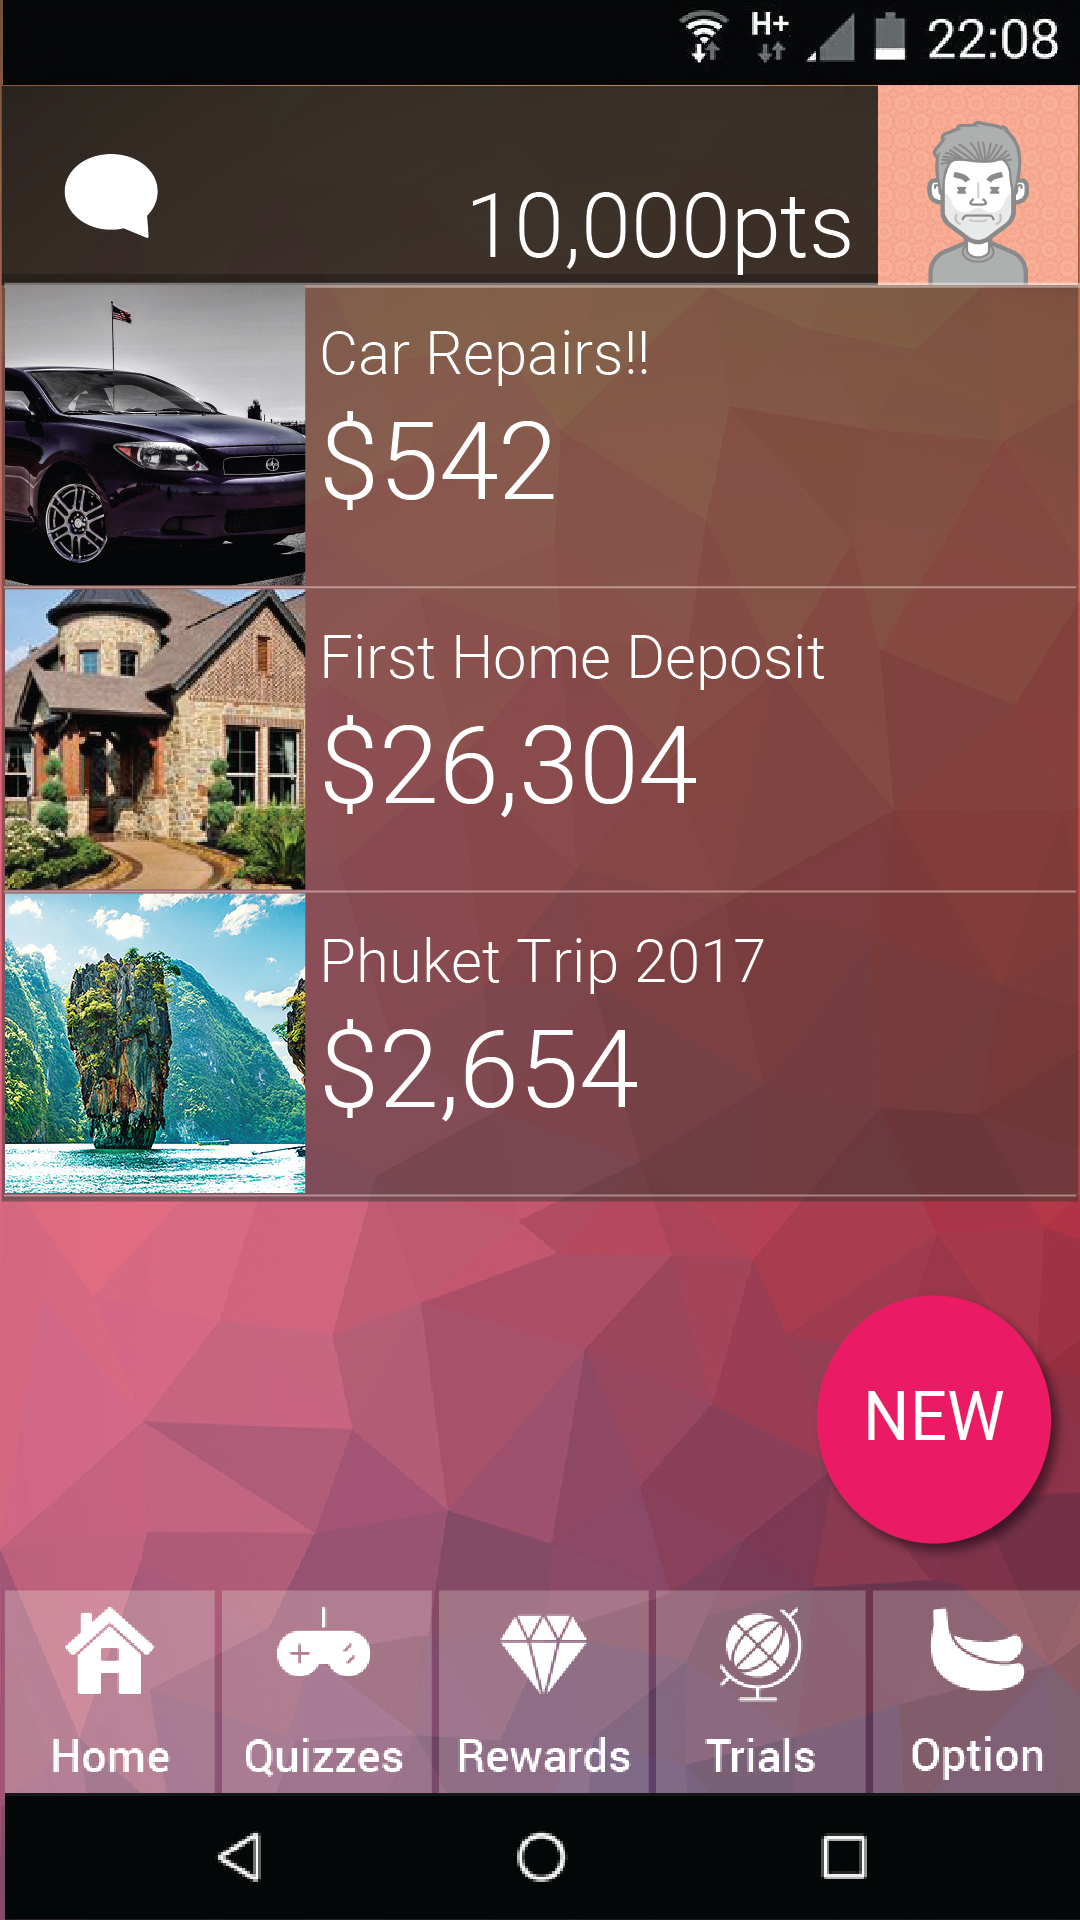 H+ 22:08
10,000pts
Car Repairs!!
$542
First Home Deposit
$26,304
Phuket Trip 2017
$2,654
NEW
Home Quizzes Rewards Trials Option